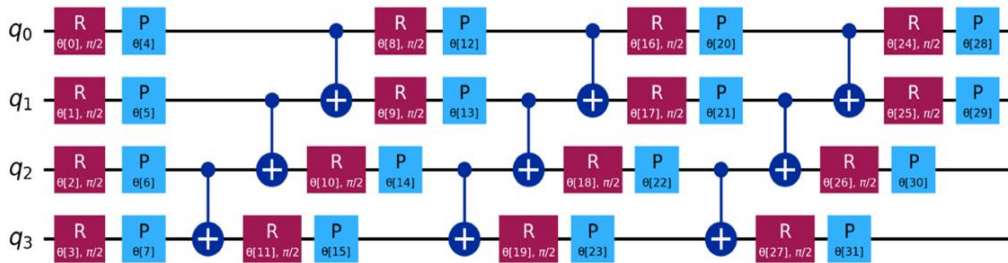 q0 R θ[0], π/2 P θ[4] R θ[8], π/2 P θ[12] R θ[16], π/2 P θ[20] R θ[24], π/2 P θ[28]
q1 R θ[1], π/2 P θ[5] R θ[9], π/2 P θ[13] R θ[17], π/2 P θ[21] R θ[25], π/2 P θ[29]
q2 R θ[2], π/2 P θ[6] R θ[10], π/2 P θ[14] R θ[18], π/2 P θ[22] R θ[26], π/2 P θ[30]
q3 R θ[3], π/2 P θ[7] R θ[11], π/2 P θ[15] R θ[19], π/2 P θ[23] R θ[27], π/2 P θ[31]